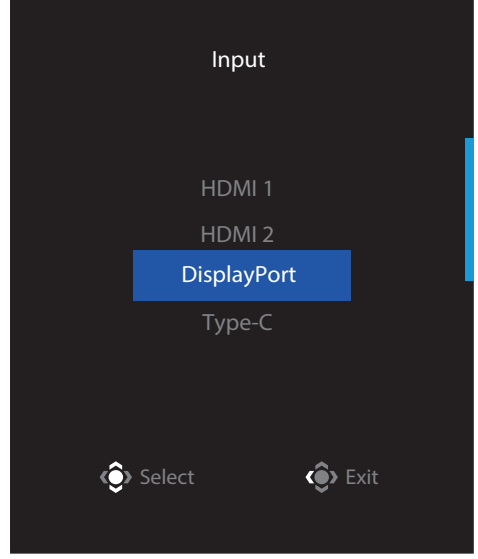 Input
HDMI 1
HDMI 2
DisplayPort
Type-C
Select Exit